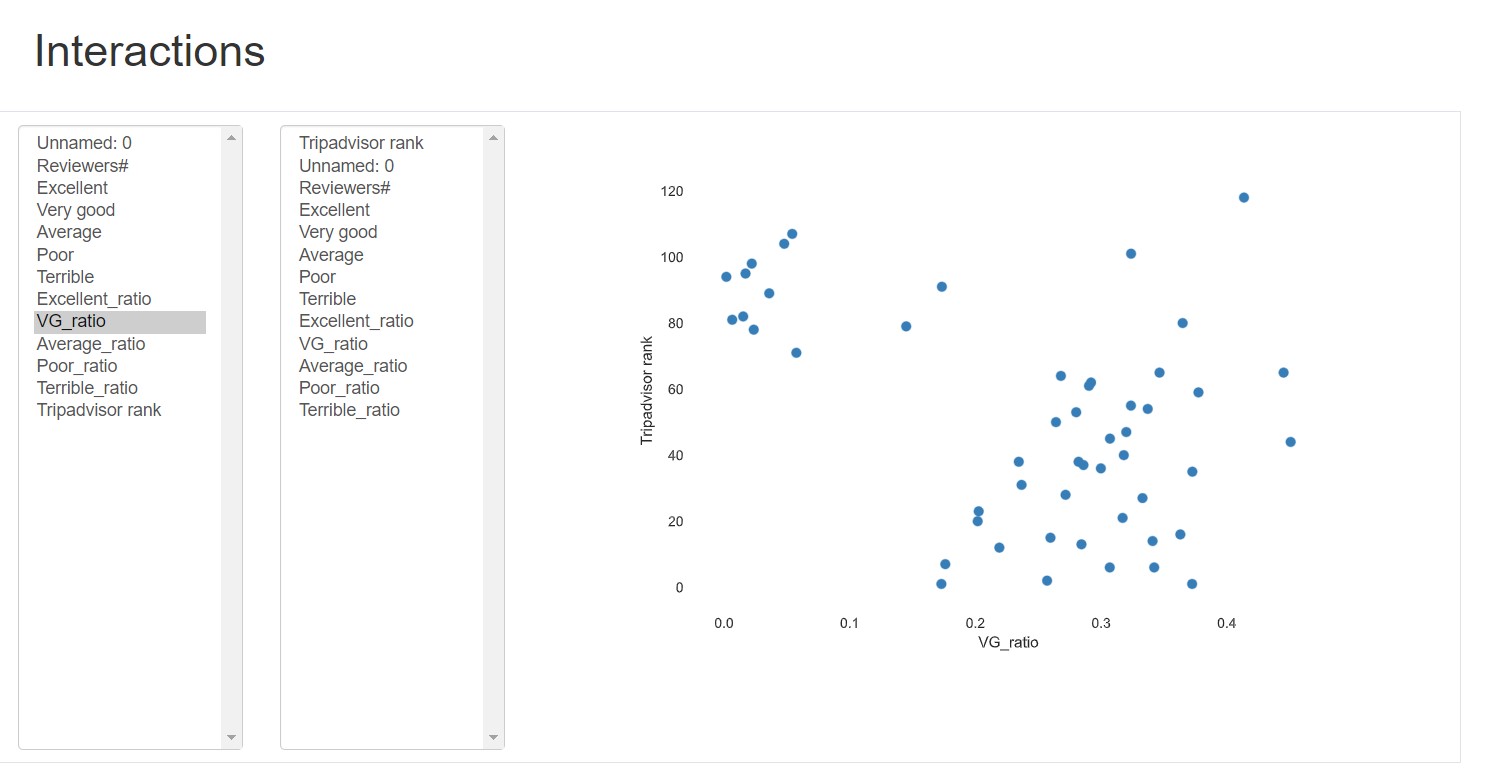 Interactions
Unnamed: 0
Reviewers#
Excellent
Very good
Average
Poor
Terrible
Excellent_ratio
VG_ratio
Average_ratio
Poor_ratio
Terrible_ratio
Tripadvisor rank
Tripadvisor rank
Unnamed: 0
Reviewers#
Excellent
Very good
Average
Poor
Terrible
Excellent_ratio
VG_ratio
Average_ratio
Poor_ratio
Terrible_ratio
Tripadvisor rank
120
100
80
60
40
20
0
0.0 0.1 0.2 0.3 0.4
VG_ratio